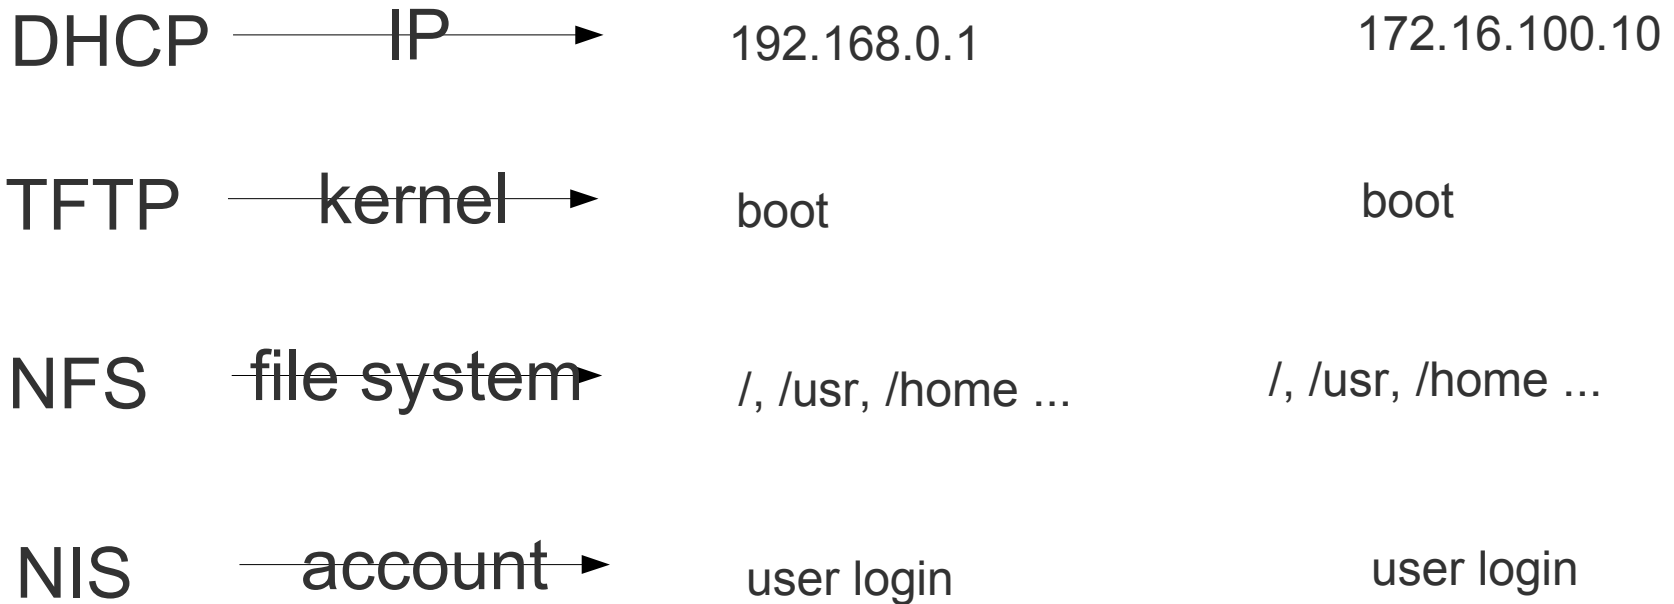 DHCP IP 192.168.0.1 172.16.100.10
TFTP kernel boot boot
NFS file system /, /usr, /home ... /, /usr, /home ...
NIS account user login user login